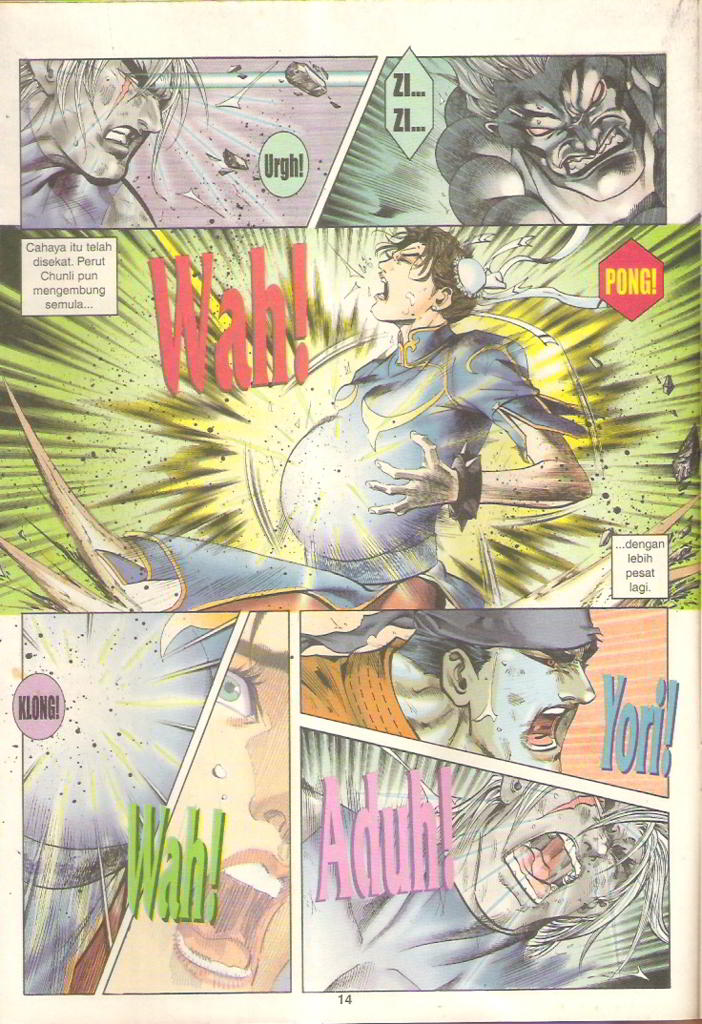 Urgh!
ZI...
ZI...
Cahaya itu telah
disekat. Perut
Chunli pun
mengembung
semula...
Wah!
PONG!
...dengan
lebih
pesat
lagi.
KLONG!
Wah!
Yori!
Aduh!
14